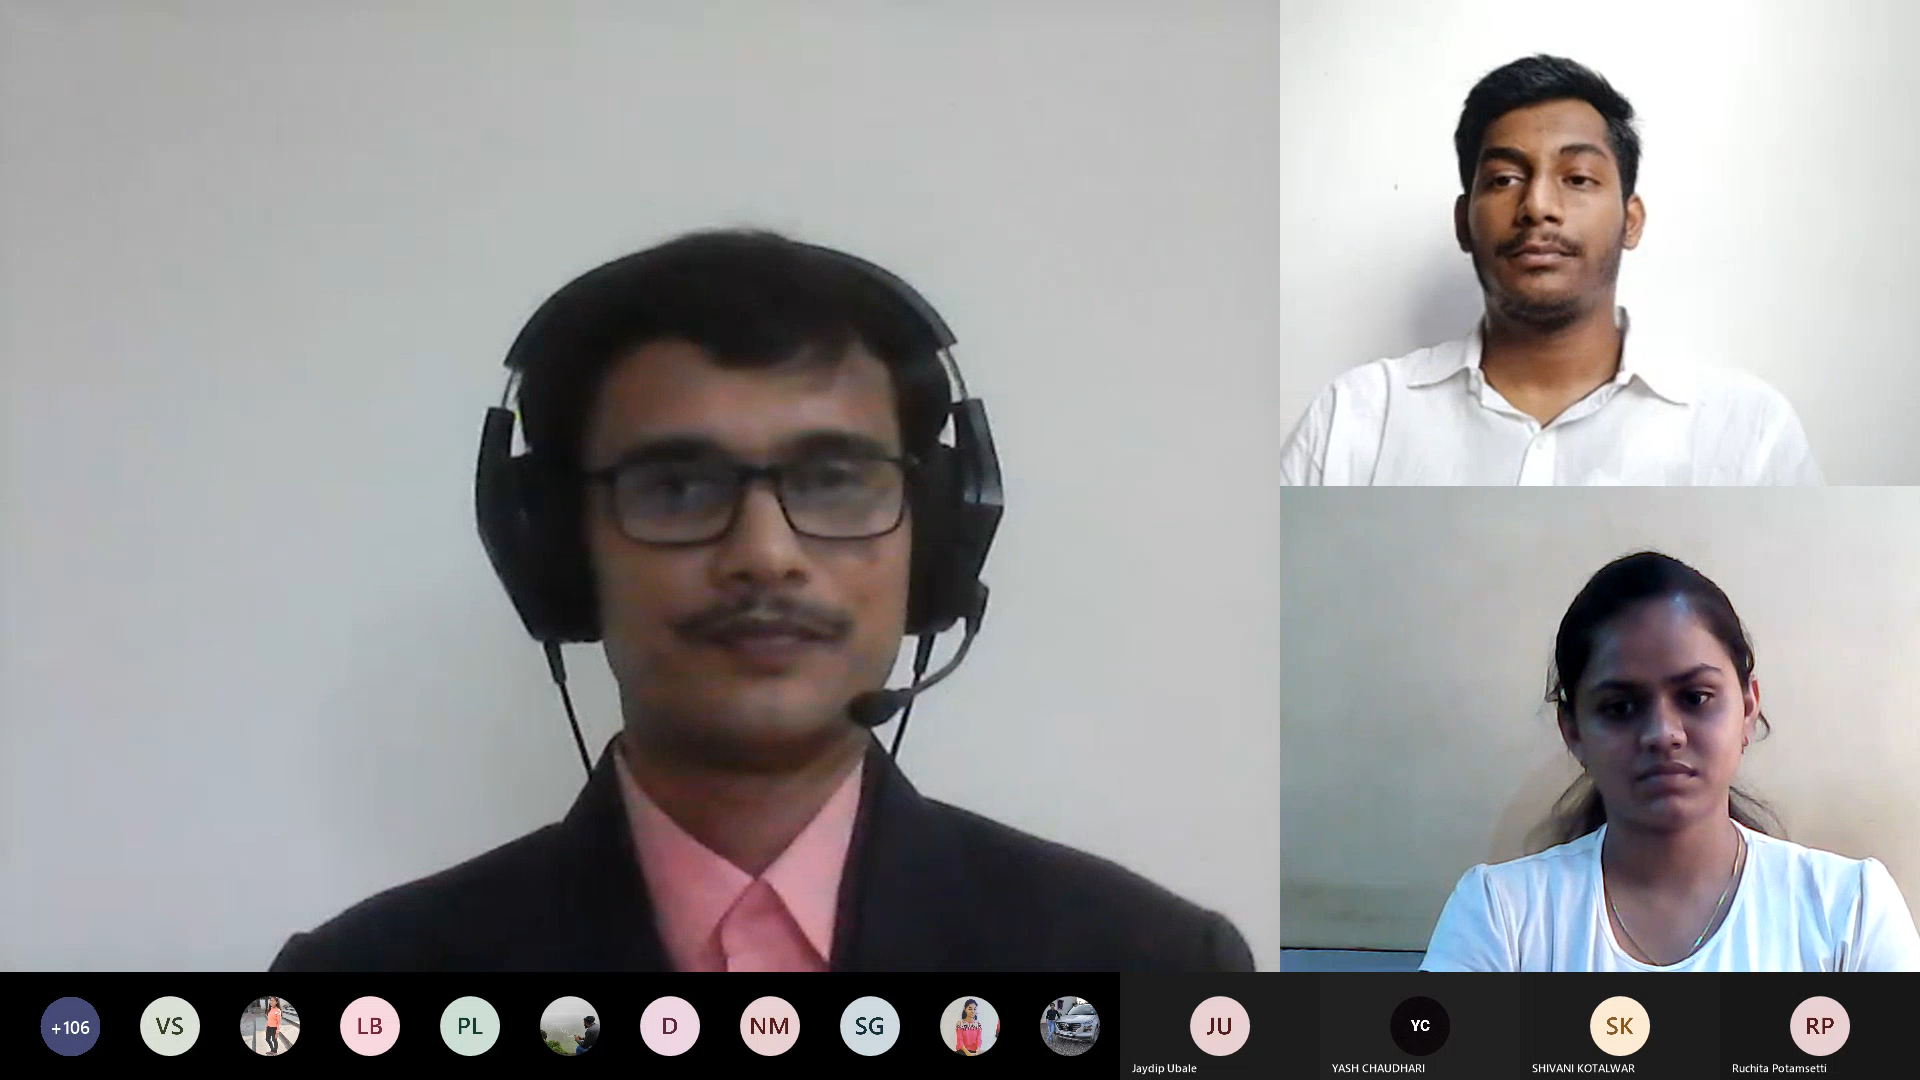 +106
VS
LB
PL
D
NM
SG
JU
YC
SK
RP
Jaydip Ubale
YASH CHAUDHARI
SHIVANI KOTALWAR
Ruchita Potamsetti